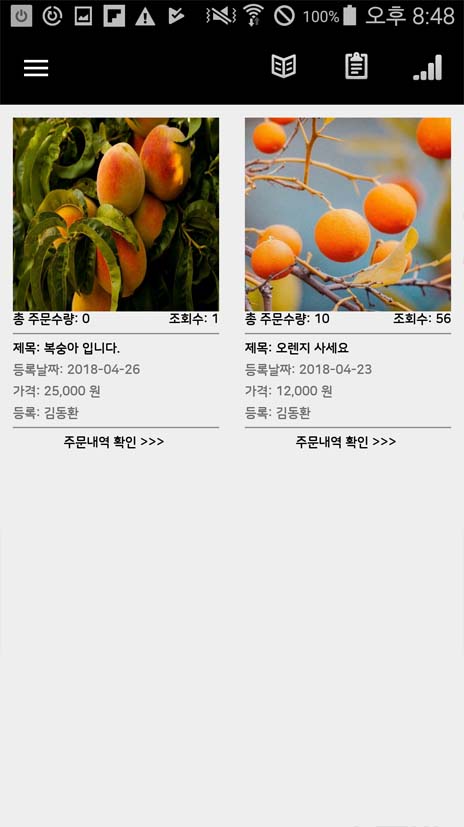 100% 오후 8:48
총 주문수량: 0 조회수: 1
제목: 복숭아 입니다.
등록날짜: 2018-04-26
가격: 25,000 원
등록: 김동환
주문내역 확인 >>>
총 주문수량: 10 조회수: 56
제목: 오렌지 사세요
등록날짜: 2018-04-23
가격: 12,000 원
등록: 김동환
주문내역 확인 >>>